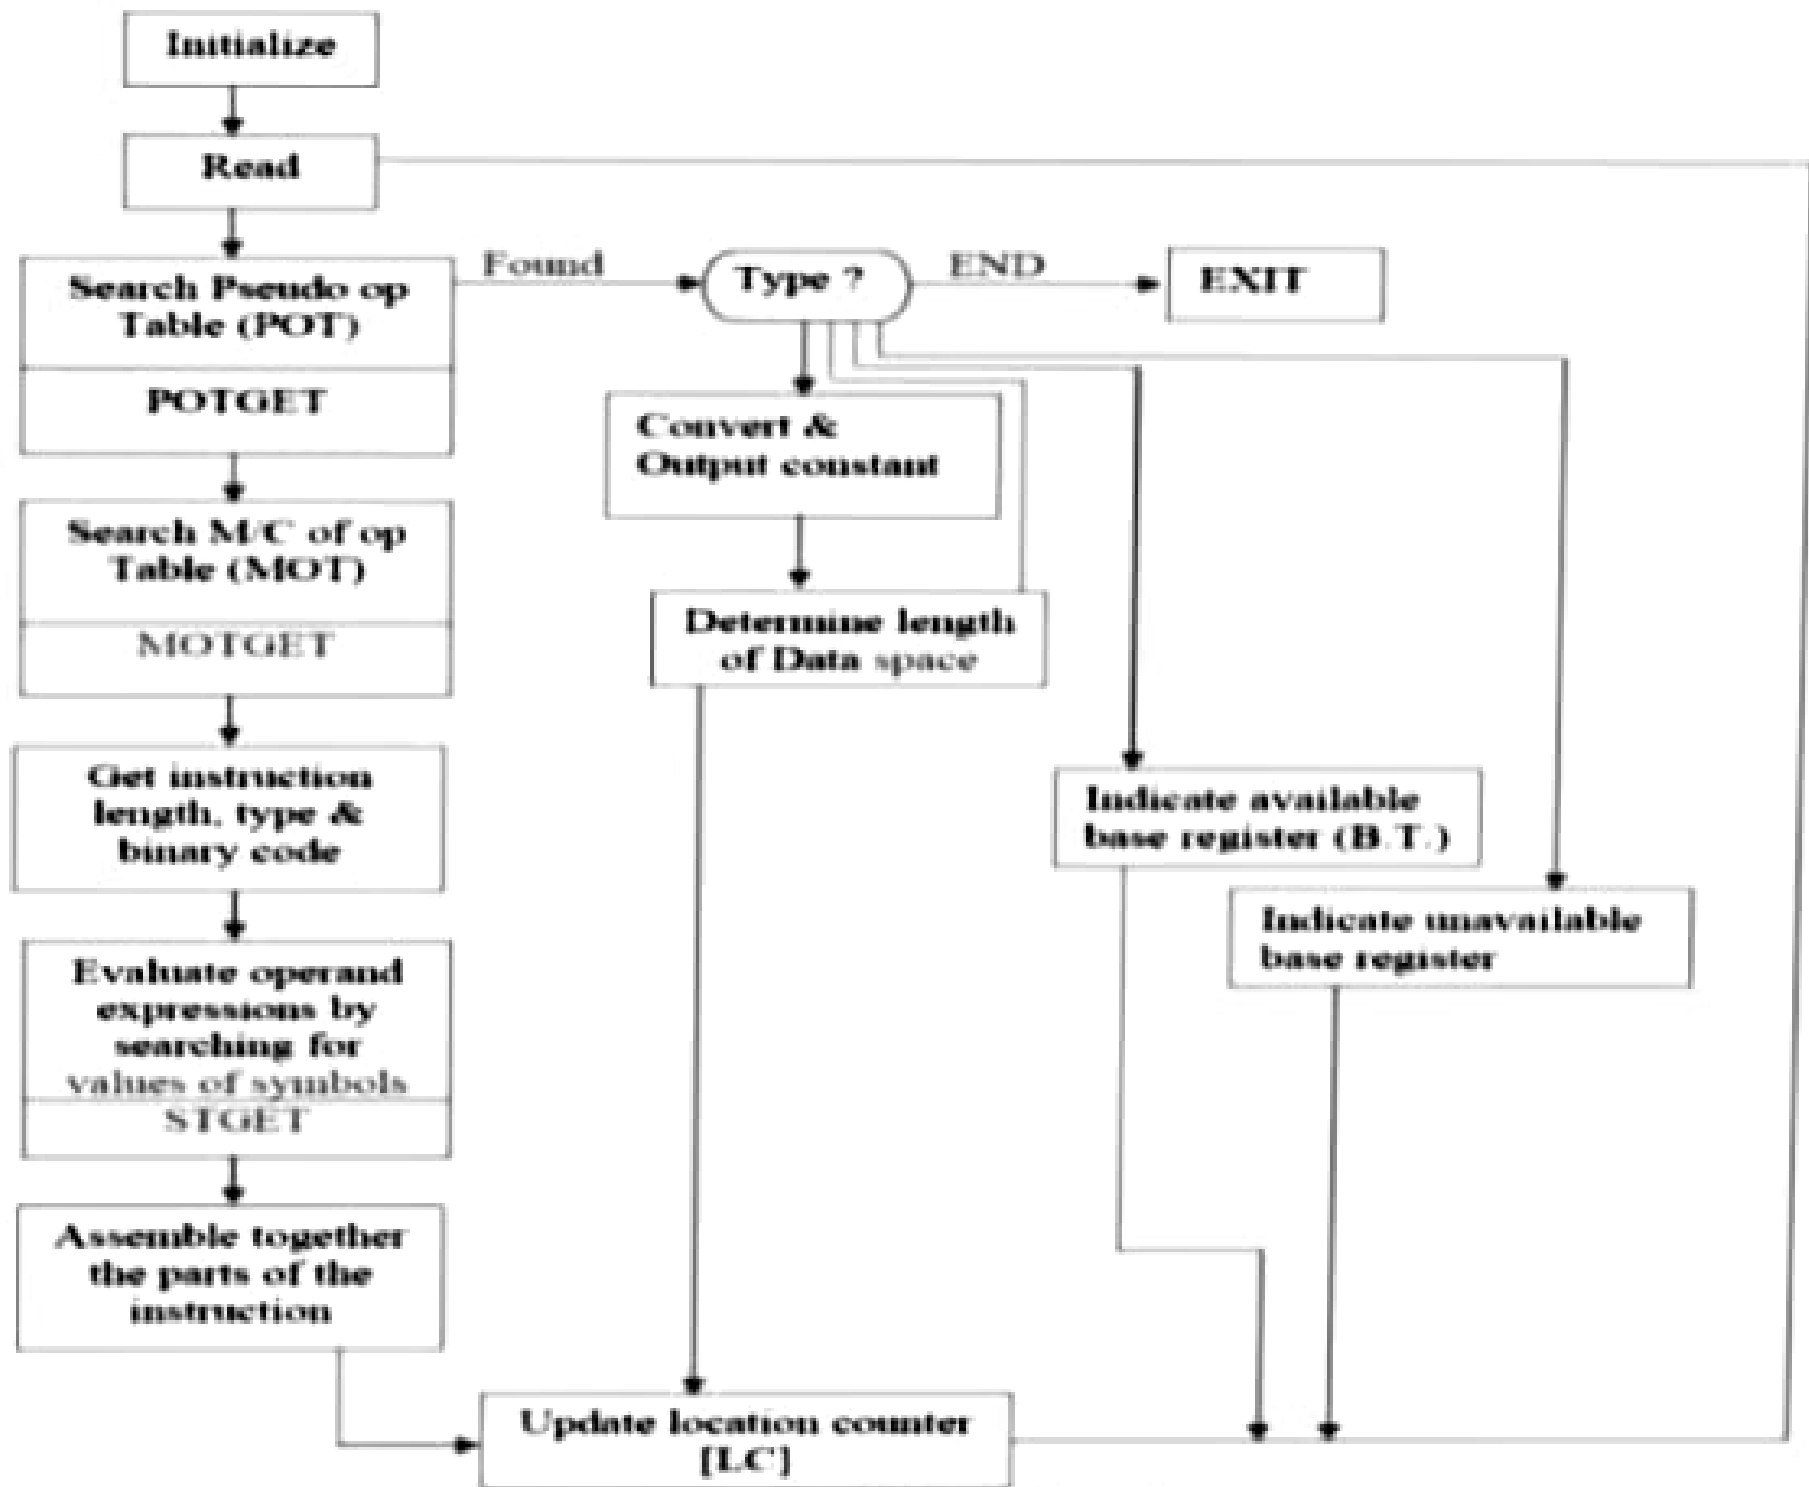 Initialize
Read
Search Pseudo op
Table (POT)
POTGET
Found
Type ?
END
EXIT
Convert &
Output constant
Search M/C of op
Table (MOT)
MOTGET
Determine length
of Data space
Get instruction
length, type &
binary code
Indicate available
base register (B.T.)
Indicate unavailable
base register
Evaluate operand
expressions by
searching for
values of symbols
STGET
Assemble together
the parts of the
instruction
Update location counter
[LC]